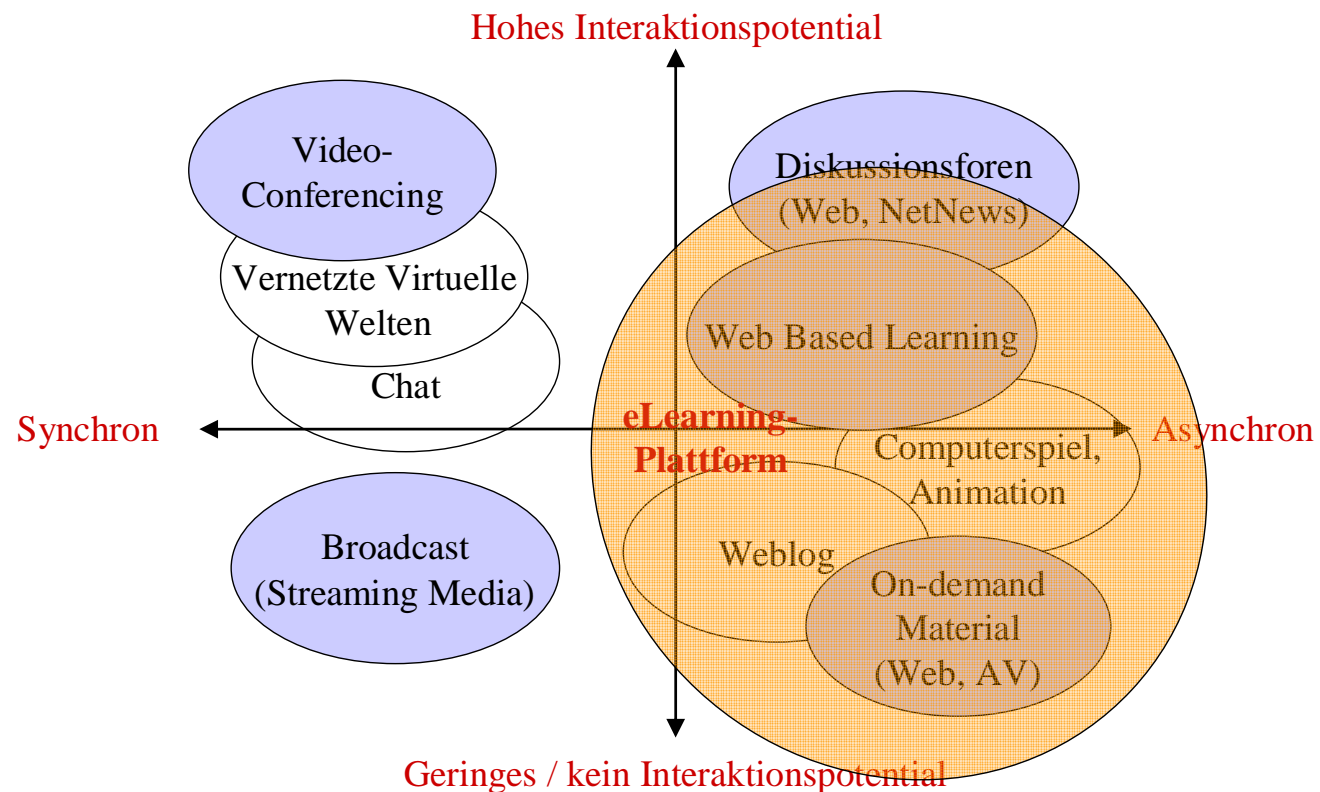 Hohes Interaktionspotential
Video-
Conferencing
Vernetzte Virtuelle
Welten
Chat
Diskussionsforen
(Web, NetNews)
Web Based Learning
Synchron
eLearning-
Plattform
Asynchron
Computerspiel,
Animation
Broadcast
(Streaming Media)
Weblog
On-demand
Material
(Web, AV)
Geringes / kein Interaktionspotential